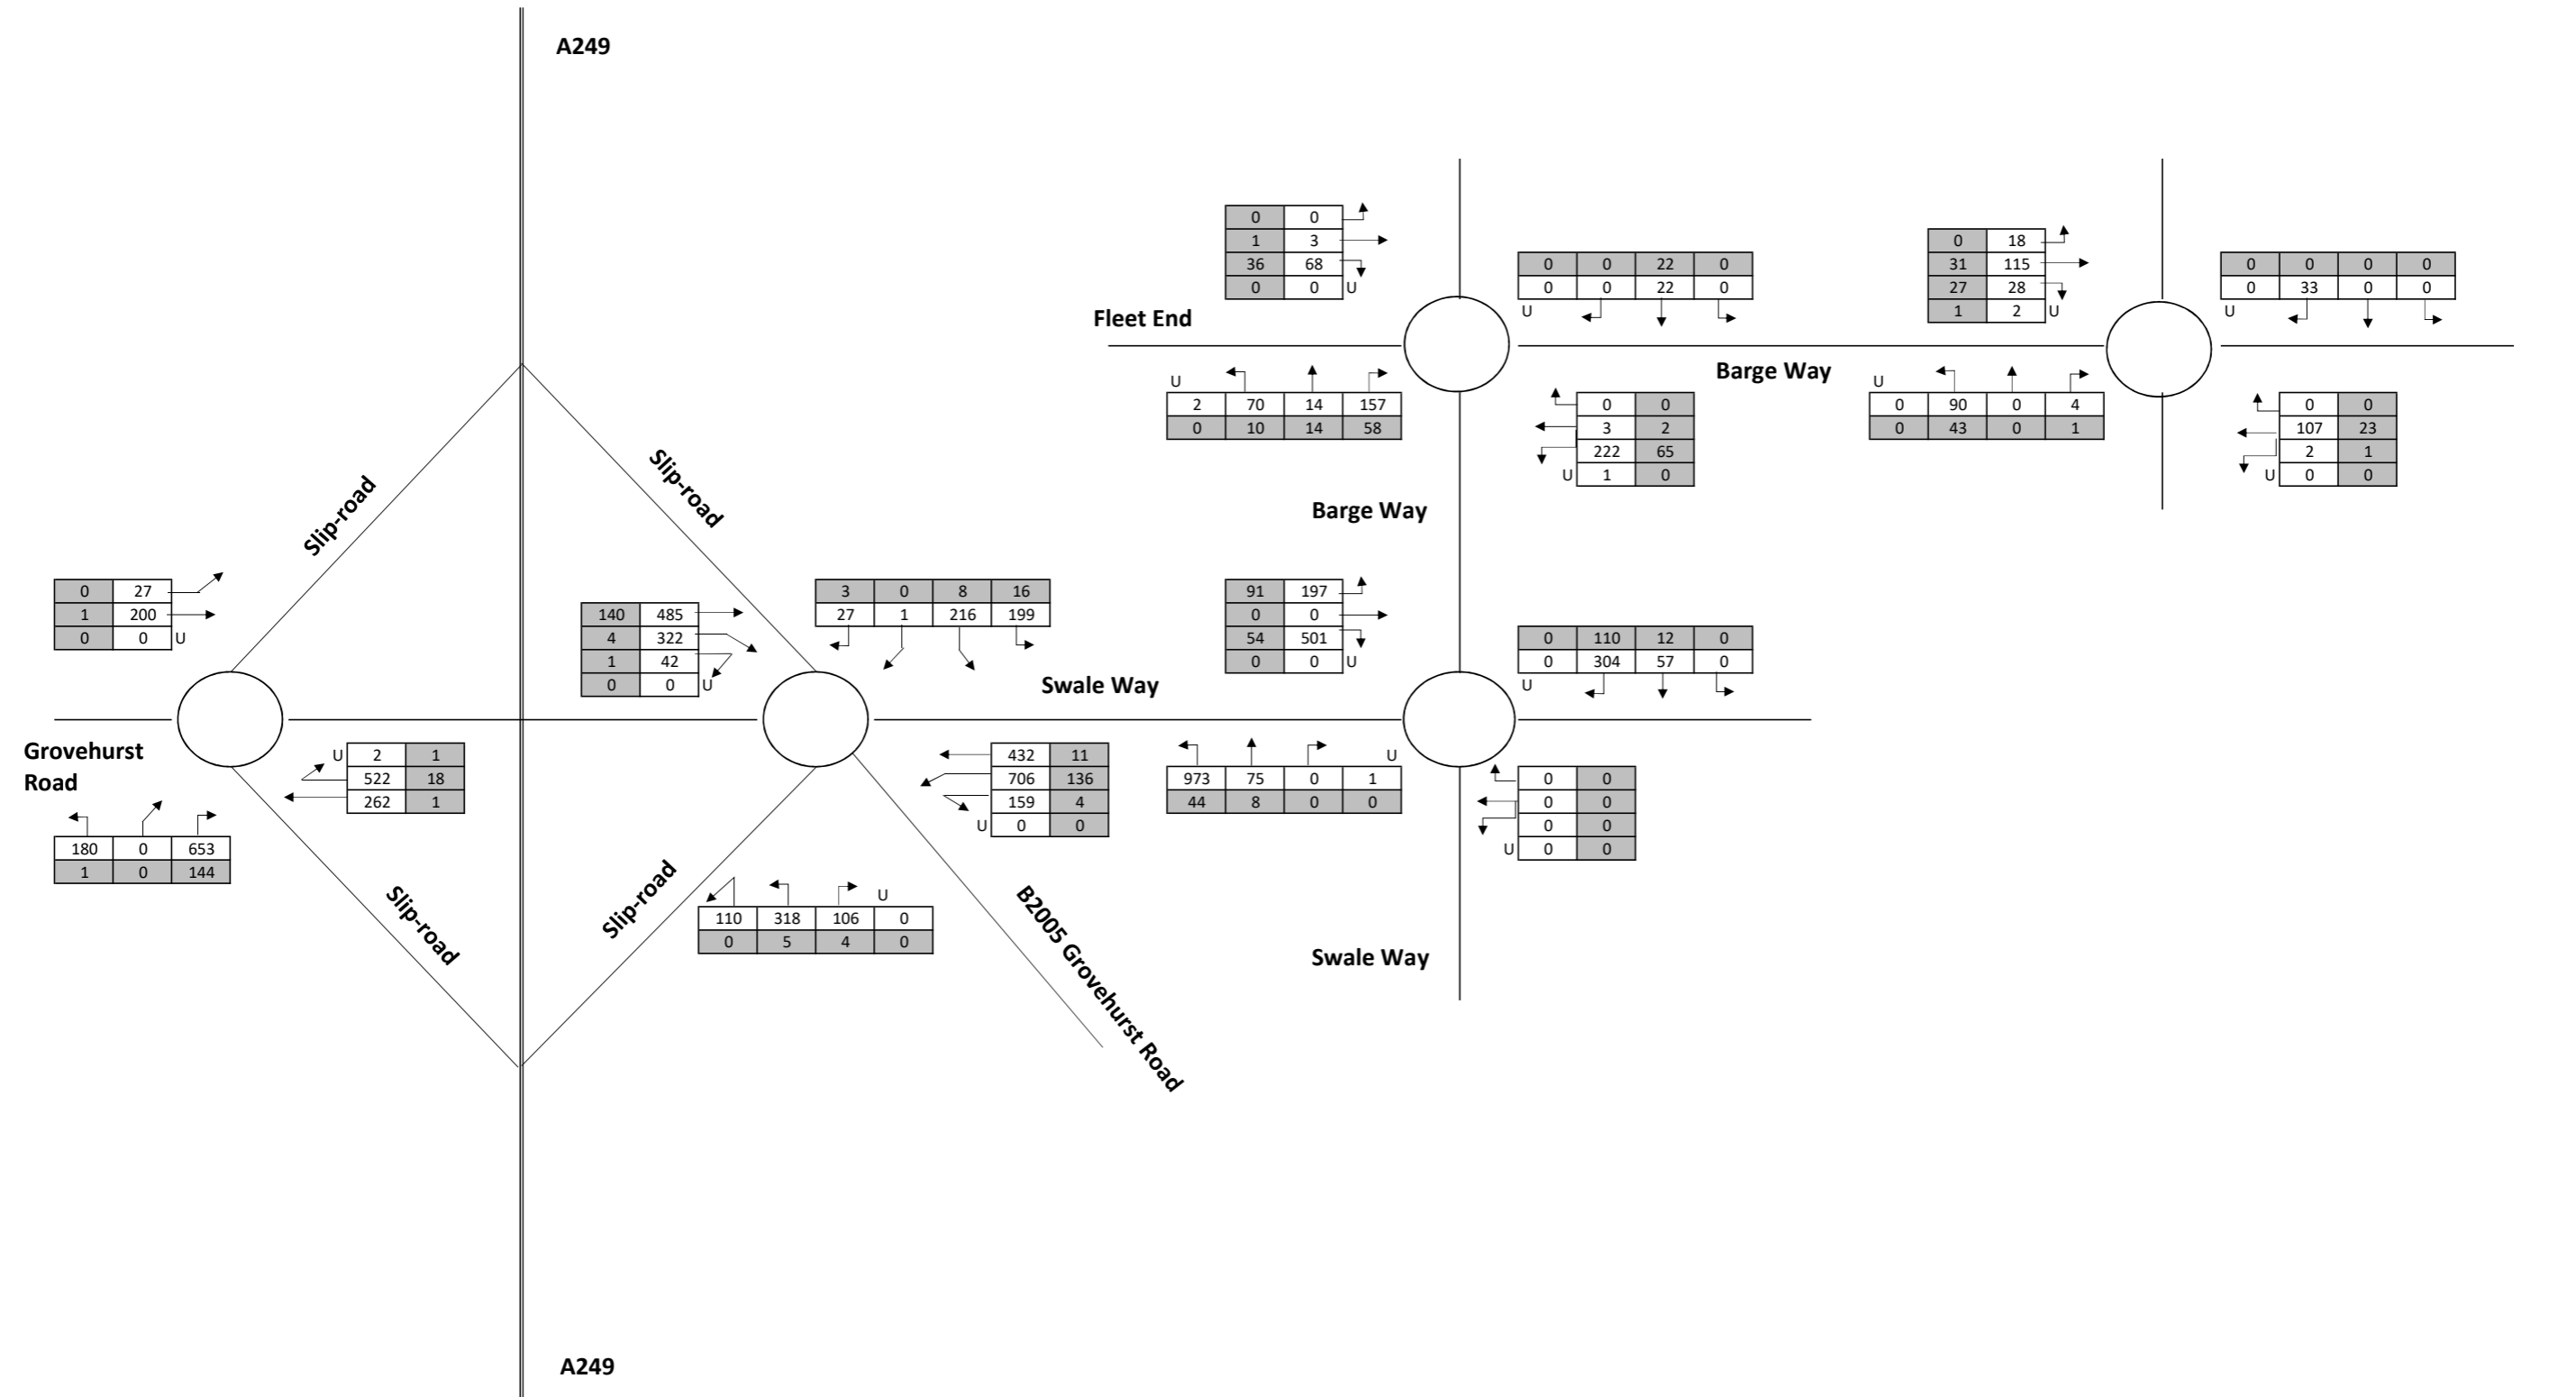 A249
0 0
1 3
36 68
0 0 U
0 0 22 0
0 0 22 0
U
0 18
31 115
27 28
1 2 U
0 0 0 0
0 33 0 0
U
Fleet End
Barge Way
U
2 70 14 157
0 10 14 58
0 0
3 2
222 65
U 1 0
U
0 90 0 4
0 43 0 1
0 0
107 23
2 1
U 0 0
Slip-road
Slip-road
Barge Way
0 27
1 200
0 0 U
140 485
4 322
1 42
0 0 U
3 0 8 16
27 1 216 199
91 197
0 0
54 501
0 0 U
0 110 12 0
0 304 57 0
U
Swale Way
Grovehurst
Road
U 2 1
522 18
262 1
180 0 653
1 0 144
432 11
706 136
159 4
U 0 0
U
973 75 0 1
44 8 0 0
0 0
0 0
0 0
U 0 0
Slip-road
Slip-road
U
110 318 106 0
0 5 4 0
B2005 Grovehurst Road
Swale Way
A249